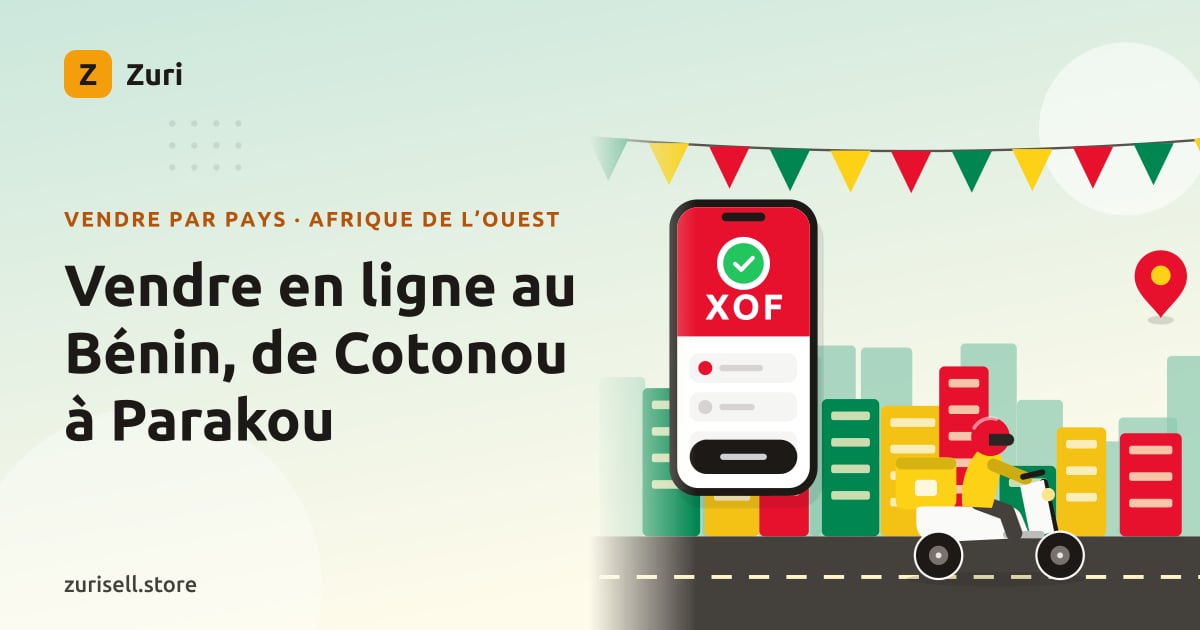 Z Zuri
VENDRE PAR PAYS · AFRIQUE DE L’OUEST
Vendre en ligne au
Bénin, de Cotonou
à Parakou
XOF
zurisell.store